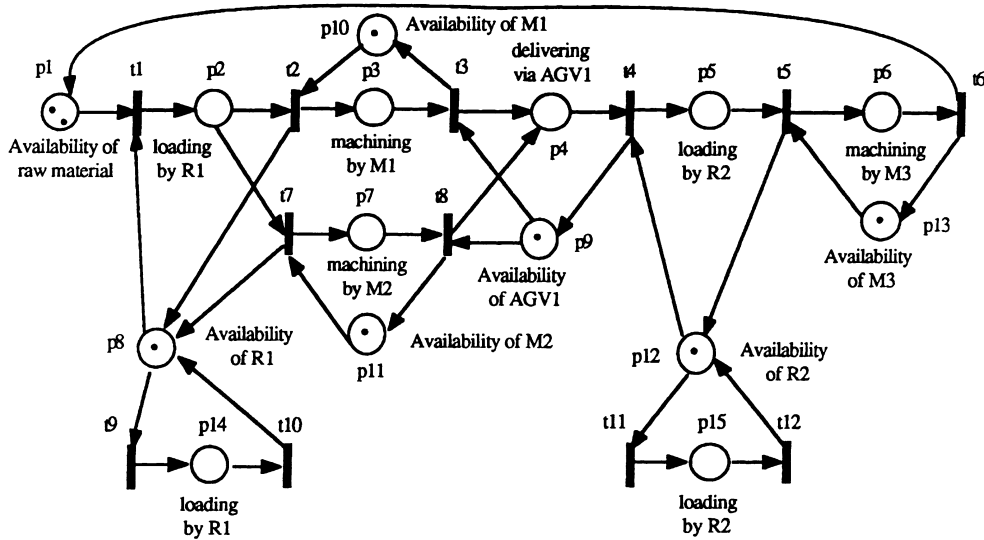 p10
Availability of M1
delivering
via AGV1
p1
t1
p2
t2
p3
t3
t4
p5
t5
p6
t6
Availability of
raw material
loading
by R1
machining
by M1
p4
loading
by R2
machining
by M3
t7
p7
t8
p9
p13
machining
by M2
Availability
of AGV1
Availability
of M3
p8
Availability
of R1
p11
Availability of M2
p12
Availability
of R2
t9
p14
t10
t11
p15
t12
loading
by R1
loading
by R2